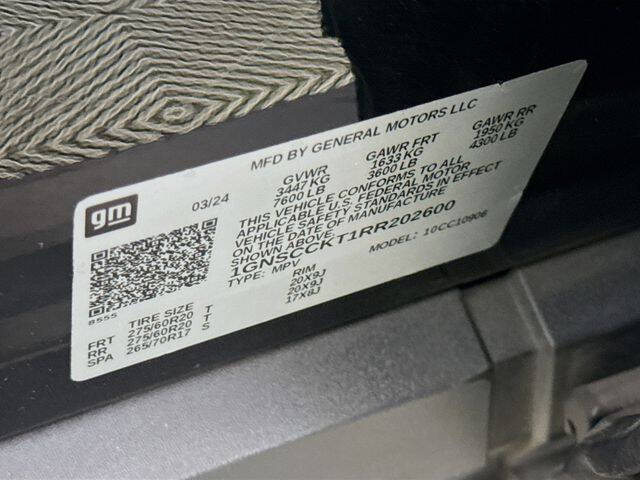 gm
MFD BY GENERAL MOTORS LLC
03/24
GVWR GAWR FRT GAWR RR
3447 KG 1633 KG 1950 KG
7600 LB 3600 LB 4300 LB
THIS VEHICLE CONFORMS TO ALL
APPLICABLE U.S. FEDERAL MOTOR
VEHICLE SAFETY STANDARDS IN EFFECT
ON THE DATE OF MANUFACTURE
SHOWN ABOVE.
1GNSCCKT1RR202600
TYPE: MPV MODEL: 10CC10906
8555
TIRE SIZE RIM
FRT 275/60R20 T 20X9J
RR 275/60R20 T 20X9J
SPA 265/70R17 S 17X8J